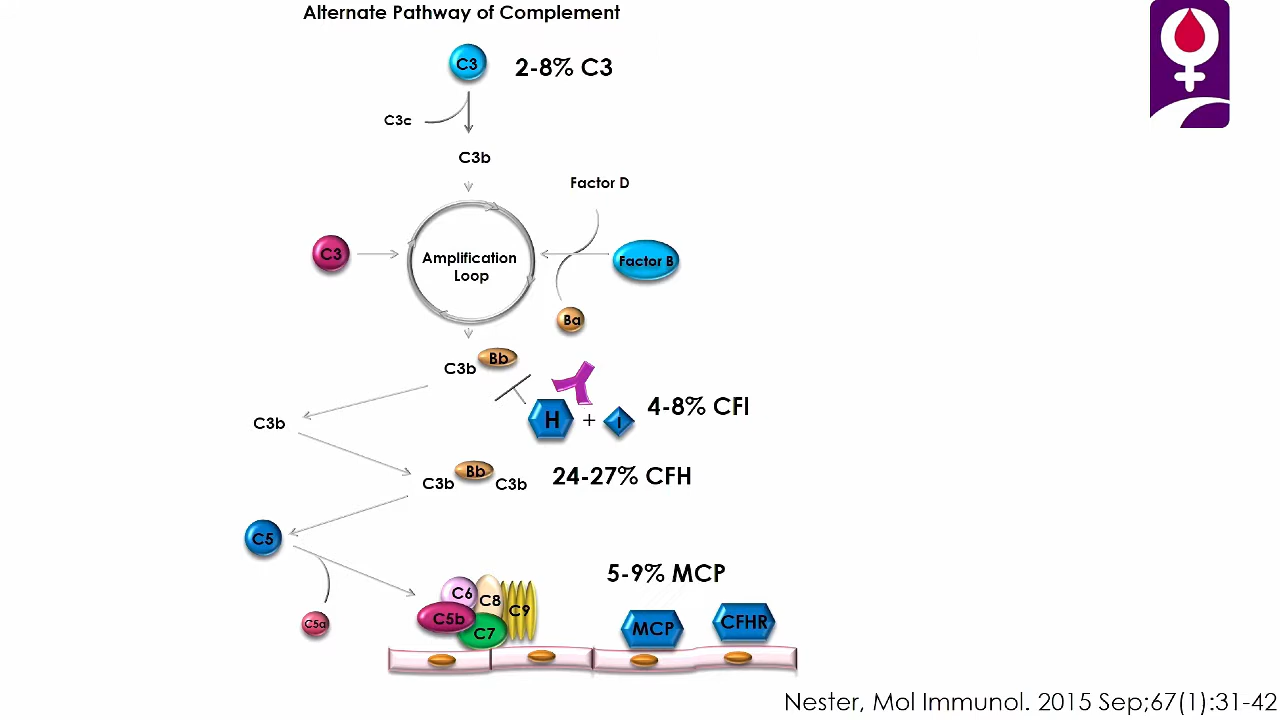 Alternate Pathway of Complement
C3
2-8% C3
C3c
C3b
Factor D
C3
Amplification
Loop
Factor B
Ba
C3b
Bb
H + i
4-8% CFI
C3b
C3b
Bb
C3b
24-27% CFH
C5
5-9% MCP
C6
C8
C9
C5b
C7
C5a
MCP
CFHR
Nester, Mol Immunol. 2015 Sep;67(1):31-42